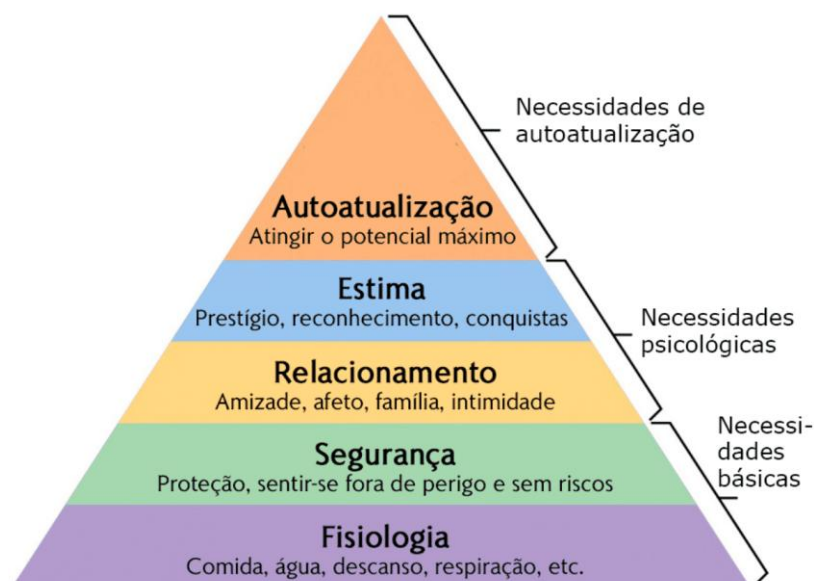 Necessidades de
autoatualização
Autoatualização
Atingir o potencial máximo
Estima
Prestígio, reconhecimento, conquistas
Necessidades
psicológicas
Relacionamento
Amizade, afeto, família, intimidade
Necessi-
dades
básicas
Segurança
Proteção, sentir-se fora de perigo e sem riscos
Fisiologia
Comida, água, descanso, respiração, etc.